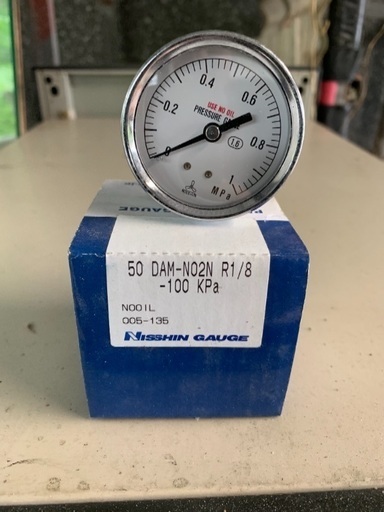 0.4
0.2
0.6
USE NO OIL
PRESSURE
0
1.6
0.8
1
MPa
GAUGE
50 DAM-N02N R1/8
-100 KPa
NOOIL
005-135
NISSHIN GAUGE